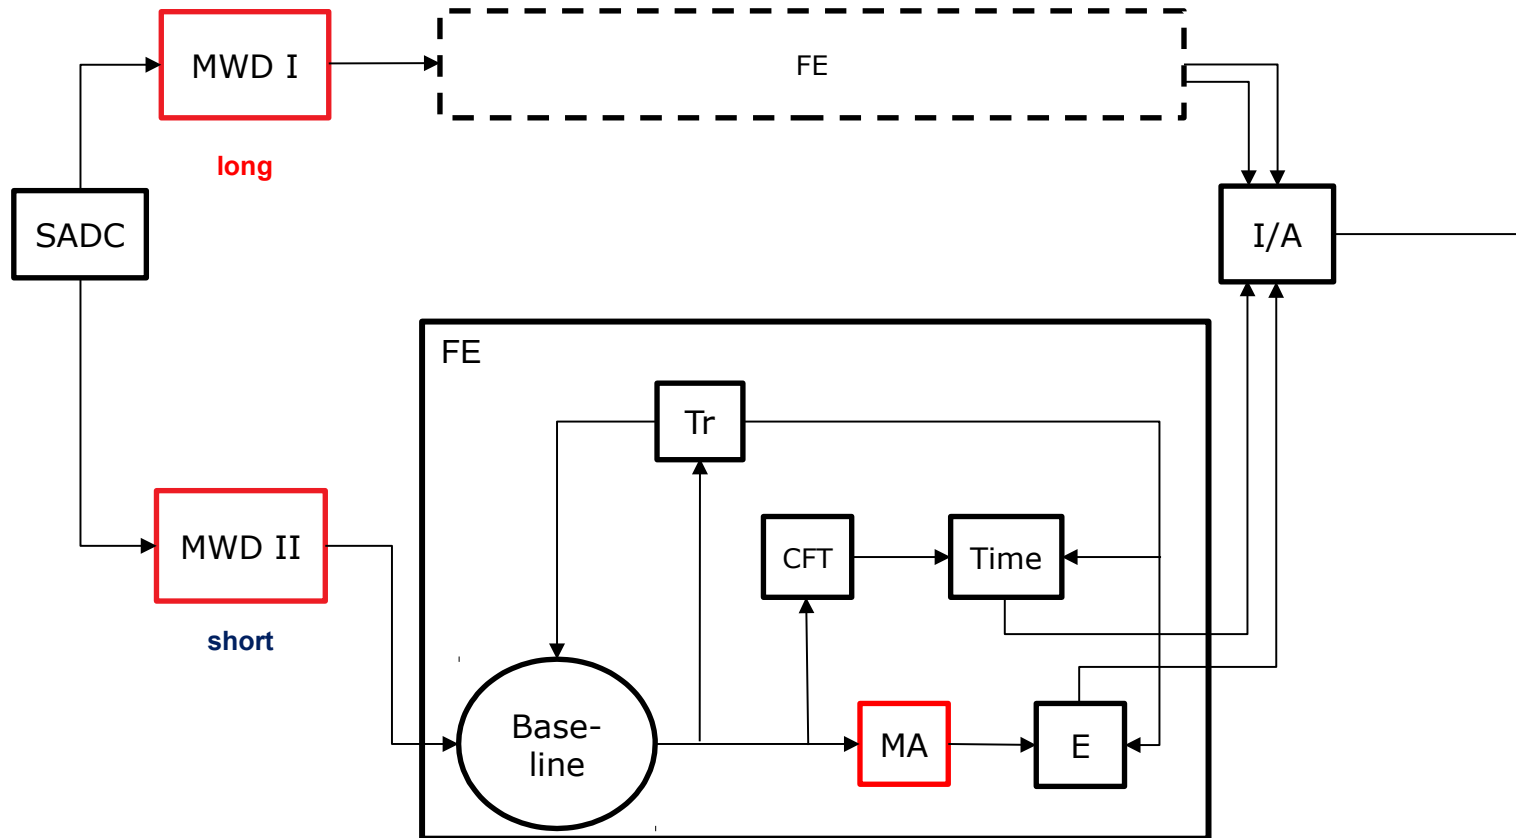 MWD I
FE
long
SADC
I/A
FE
Tr
MWD II
CFT
Time
short
Base-
line
MA
E